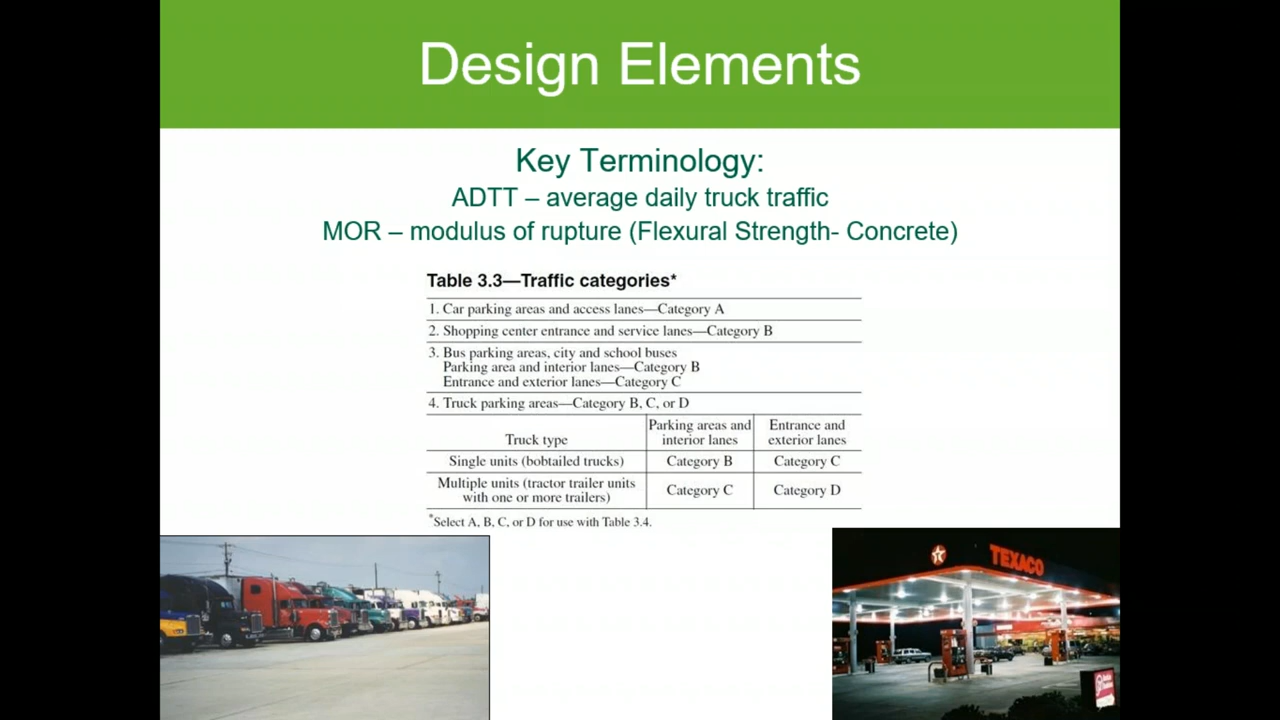 Design Elements
Key Terminology:
ADTT – average daily truck traffic
MOR – modulus of rupture (Flexural Strength- Concrete)
Table 3.3—Traffic categories*
1. Car parking areas and access lanes—Category A
2. Shopping center entrance and service lanes—Category B
3. Bus parking areas, city and school buses
Parking area and interior lanes—Category B
Entrance and exterior lanes—Category C
4. Truck parking areas—Category B, C, or D
Truck type
Parking areas and
interior lanes
Entrance and
exterior lanes
Single units (bobtailed trucks)
Category B
Category C
Multiple units (tractor trailer units
with one or more trailers)
Category C
Category D
*Select A, B, C, or D for use with Table 3.4.
TEXACO